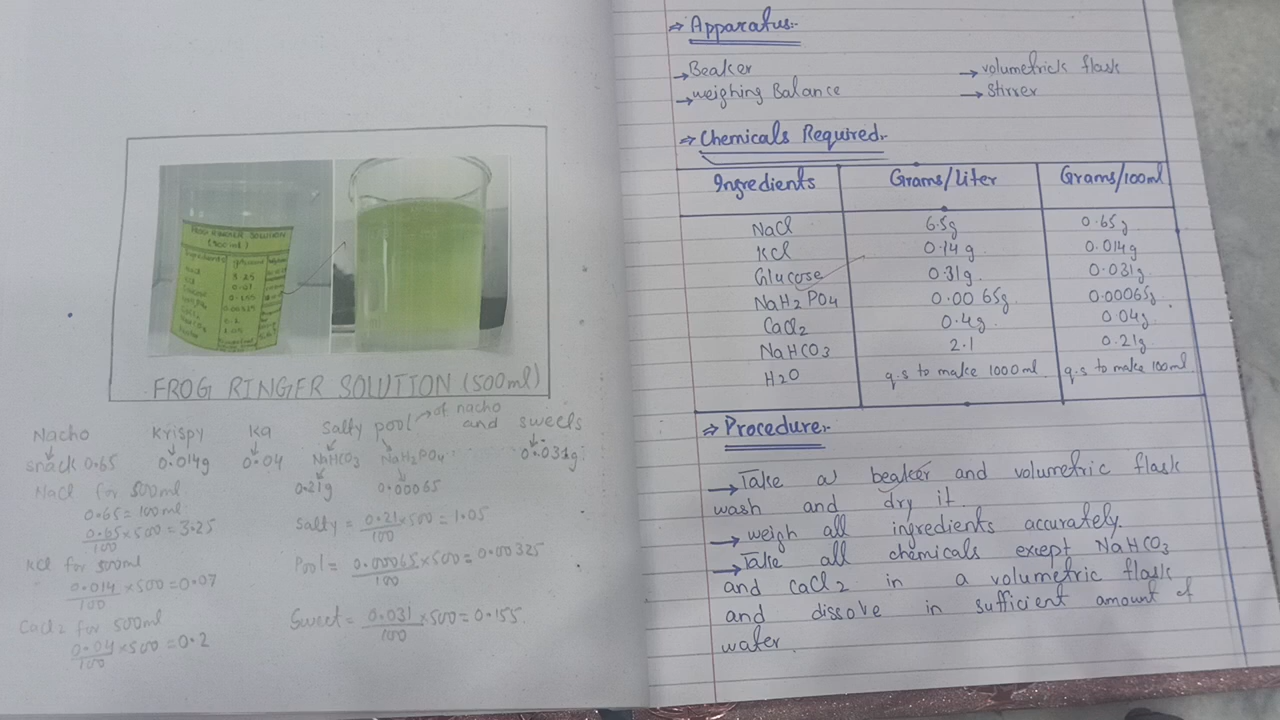 FROG RINGER SOLUTION
(500ml)
Ingredients
FROG RINGER SOLUTION (500ml)
Nacho Krispy Ka Salty pool → of nacho and sweets
snack 0.65 0.014g 0.04 NaHCO3 NaH2PO4 0.031g
0.21g 0.00065
NaCl for 500ml
0.65 = 100ml
0.65/100 × 500 = 3.25
KCl for 500ml
0.014/100 × 500 = 0.07
CaCl2 for 500ml
0.04/100 × 500 = 0.2
Salty = 0.21/100 × 500 = 1.05
Pool = 0.00065 × 500/100 = 0.00325
Sweet = 0.031/100 × 500 = 0.155
⇒ Apparatus:-
→ Beaker → volumetrick flask
→ weighing Balance → stirrer
⇒ Chemicals Required:-
Ingredients Grams/Liter Grams/100ml
NaCl 6.5g 0.65g
KCl 0.14g 0.014g
Glucose 0.31g 0.031g
NaH2PO4 0.0065g 0.00065g
CaCl2 0.4g 0.04g
NaHCO3 2.1 0.21g
H2O q.s to make 1000ml q.s to make 100ml
⇒ Procedure:-
→ Take a beaker and volumetric flask
wash and dry it.
→ weigh all ingredients accurately.
→ Take all chemicals except NaHCO3
and CaCl2 in a volumetric flask
and dissolve in sufficient amount of
water.